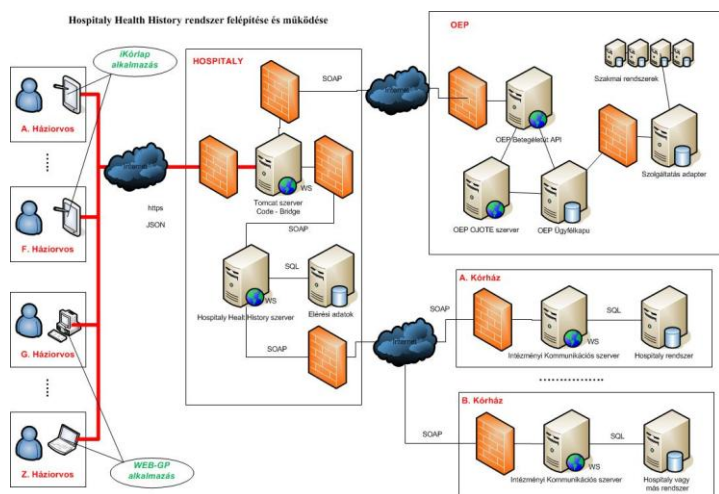 Hospitaly Health History rendszer felépítése és működése
iKórlap
alkalmazás
A. Háziorvos
F. Háziorvos
G. Háziorvos
Z. Háziorvos
WEB-GP
alkalmazás
Internet
https
JSON
HOSPITALY
SOAP
WS
Tomcat szerver
Code - Bridge
SOAP
SQL
WS
Hospitaly Healt History szerver
Elérési adatok
SOAP
Internet
OEP
Szakmai rendszerek
OEP Betegéletút API
Szolgáltatás adapter
OEP OJOTE szerver
OEP Ügyfélkapu
Internet
A. Kórház
SOAP
SQL
WS
Intézményi Kommunikációs szerver
Hospitaly rendszer
B. Kórház
SOAP
SQL
WS
Intézményi Kommunikációs szerver
Hospitaly vagy
más rendszer